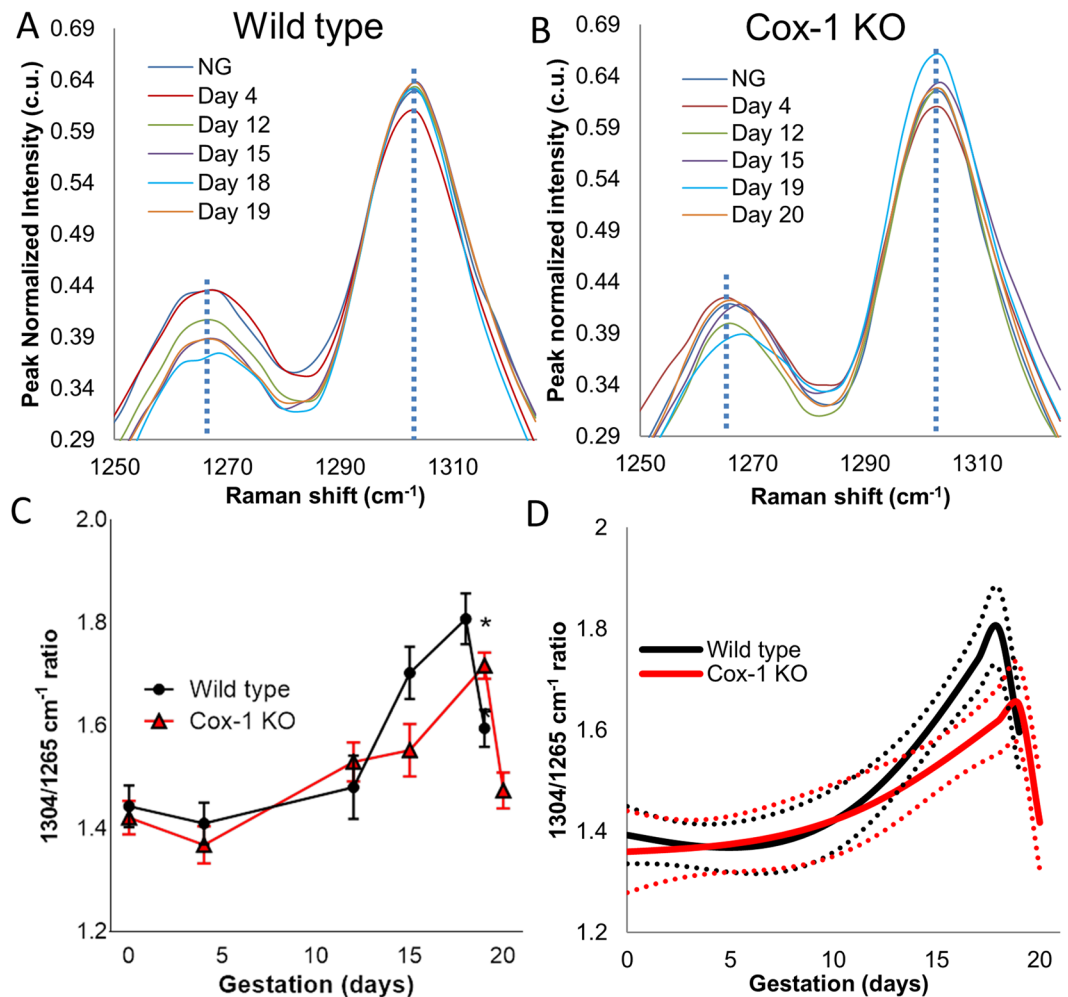 A
Wild type
Peak Normalized Intensity (c.u.)
0.69
0.64
0.59
0.54
0.49
0.44
0.39
0.34
0.29
NG
Day 4
Day 12
Day 15
Day 18
Day 19
1250 1270 1290 1310
Raman shift (cm-1)
B
Cox-1 KO
Peak normalized Intensity (c.u.)
0.69
0.64
0.59
0.54
0.49
0.44
0.39
0.34
0.29
NG
Day 4
Day 12
Day 15
Day 19
Day 20
1250 1270 1290 1310
Raman shift (cm-1)
C
1304/1265 cm-1 ratio
2.0
1.8
1.6
1.4
1.2
*
*
Wild type
Cox-1 KO
0 5 10 15 20
Gestation (days)
D
1304/1265 cm-1 ratio
2
1.8
1.6
1.4
1.2
Wild type
Cox-1 KO
0 5 10 15 20
Gestation (days)